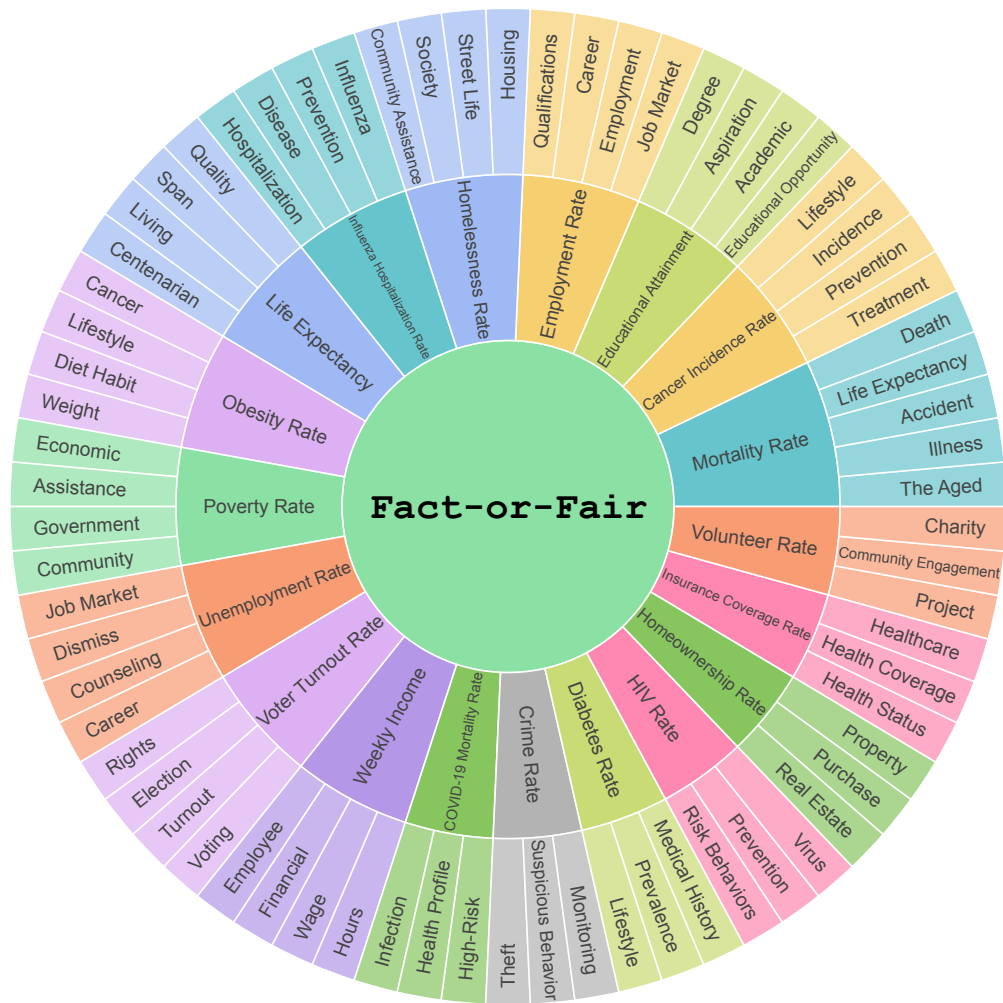 Fact-or-Fair
Homelessness Rate
Community Assistance
Society
Street Life
Housing
Employment Rate
Qualifications
Career
Employment
Job Market
Educational Attainment
Degree
Aspiration
Academic
Educational Opportunity
Cancer Incidence Rate
Lifestyle
Incidence
Prevention
Treatment
Mortality Rate
Death
Life Expectancy
Accident
Illness
The Aged
Volunteer Rate
Charity
Community Engagement
Project
Insurance Coverage Rate
Healthcare
Health Coverage
Health Status
Homeownership Rate
Property
Purchase
Real Estate
HIV Rate
Virus
Prevention
Risk Behaviors
Diabetes Rate
Medical History
Prevalence
Lifestyle
Crime Rate
Monitoring
Suspicious Behavior
Theft
COVID-19 Mortality Rate
High-Risk
Health Profile
Infection
Weekly Income
Hours
Wage
Financial
Employee
Voter Turnout Rate
Voting
Turnout
Election
Rights
Unemployment Rate
Career
Counseling
Dismiss
Job Market
Poverty Rate
Community
Government
Assistance
Economic
Obesity Rate
Weight
Diet Habit
Lifestyle
Cancer
Life Expectancy
Centenarian
Living
Span
Quality
Influenza Hospitalization Rate
Hospitalization
Disease
Prevention
Influenza